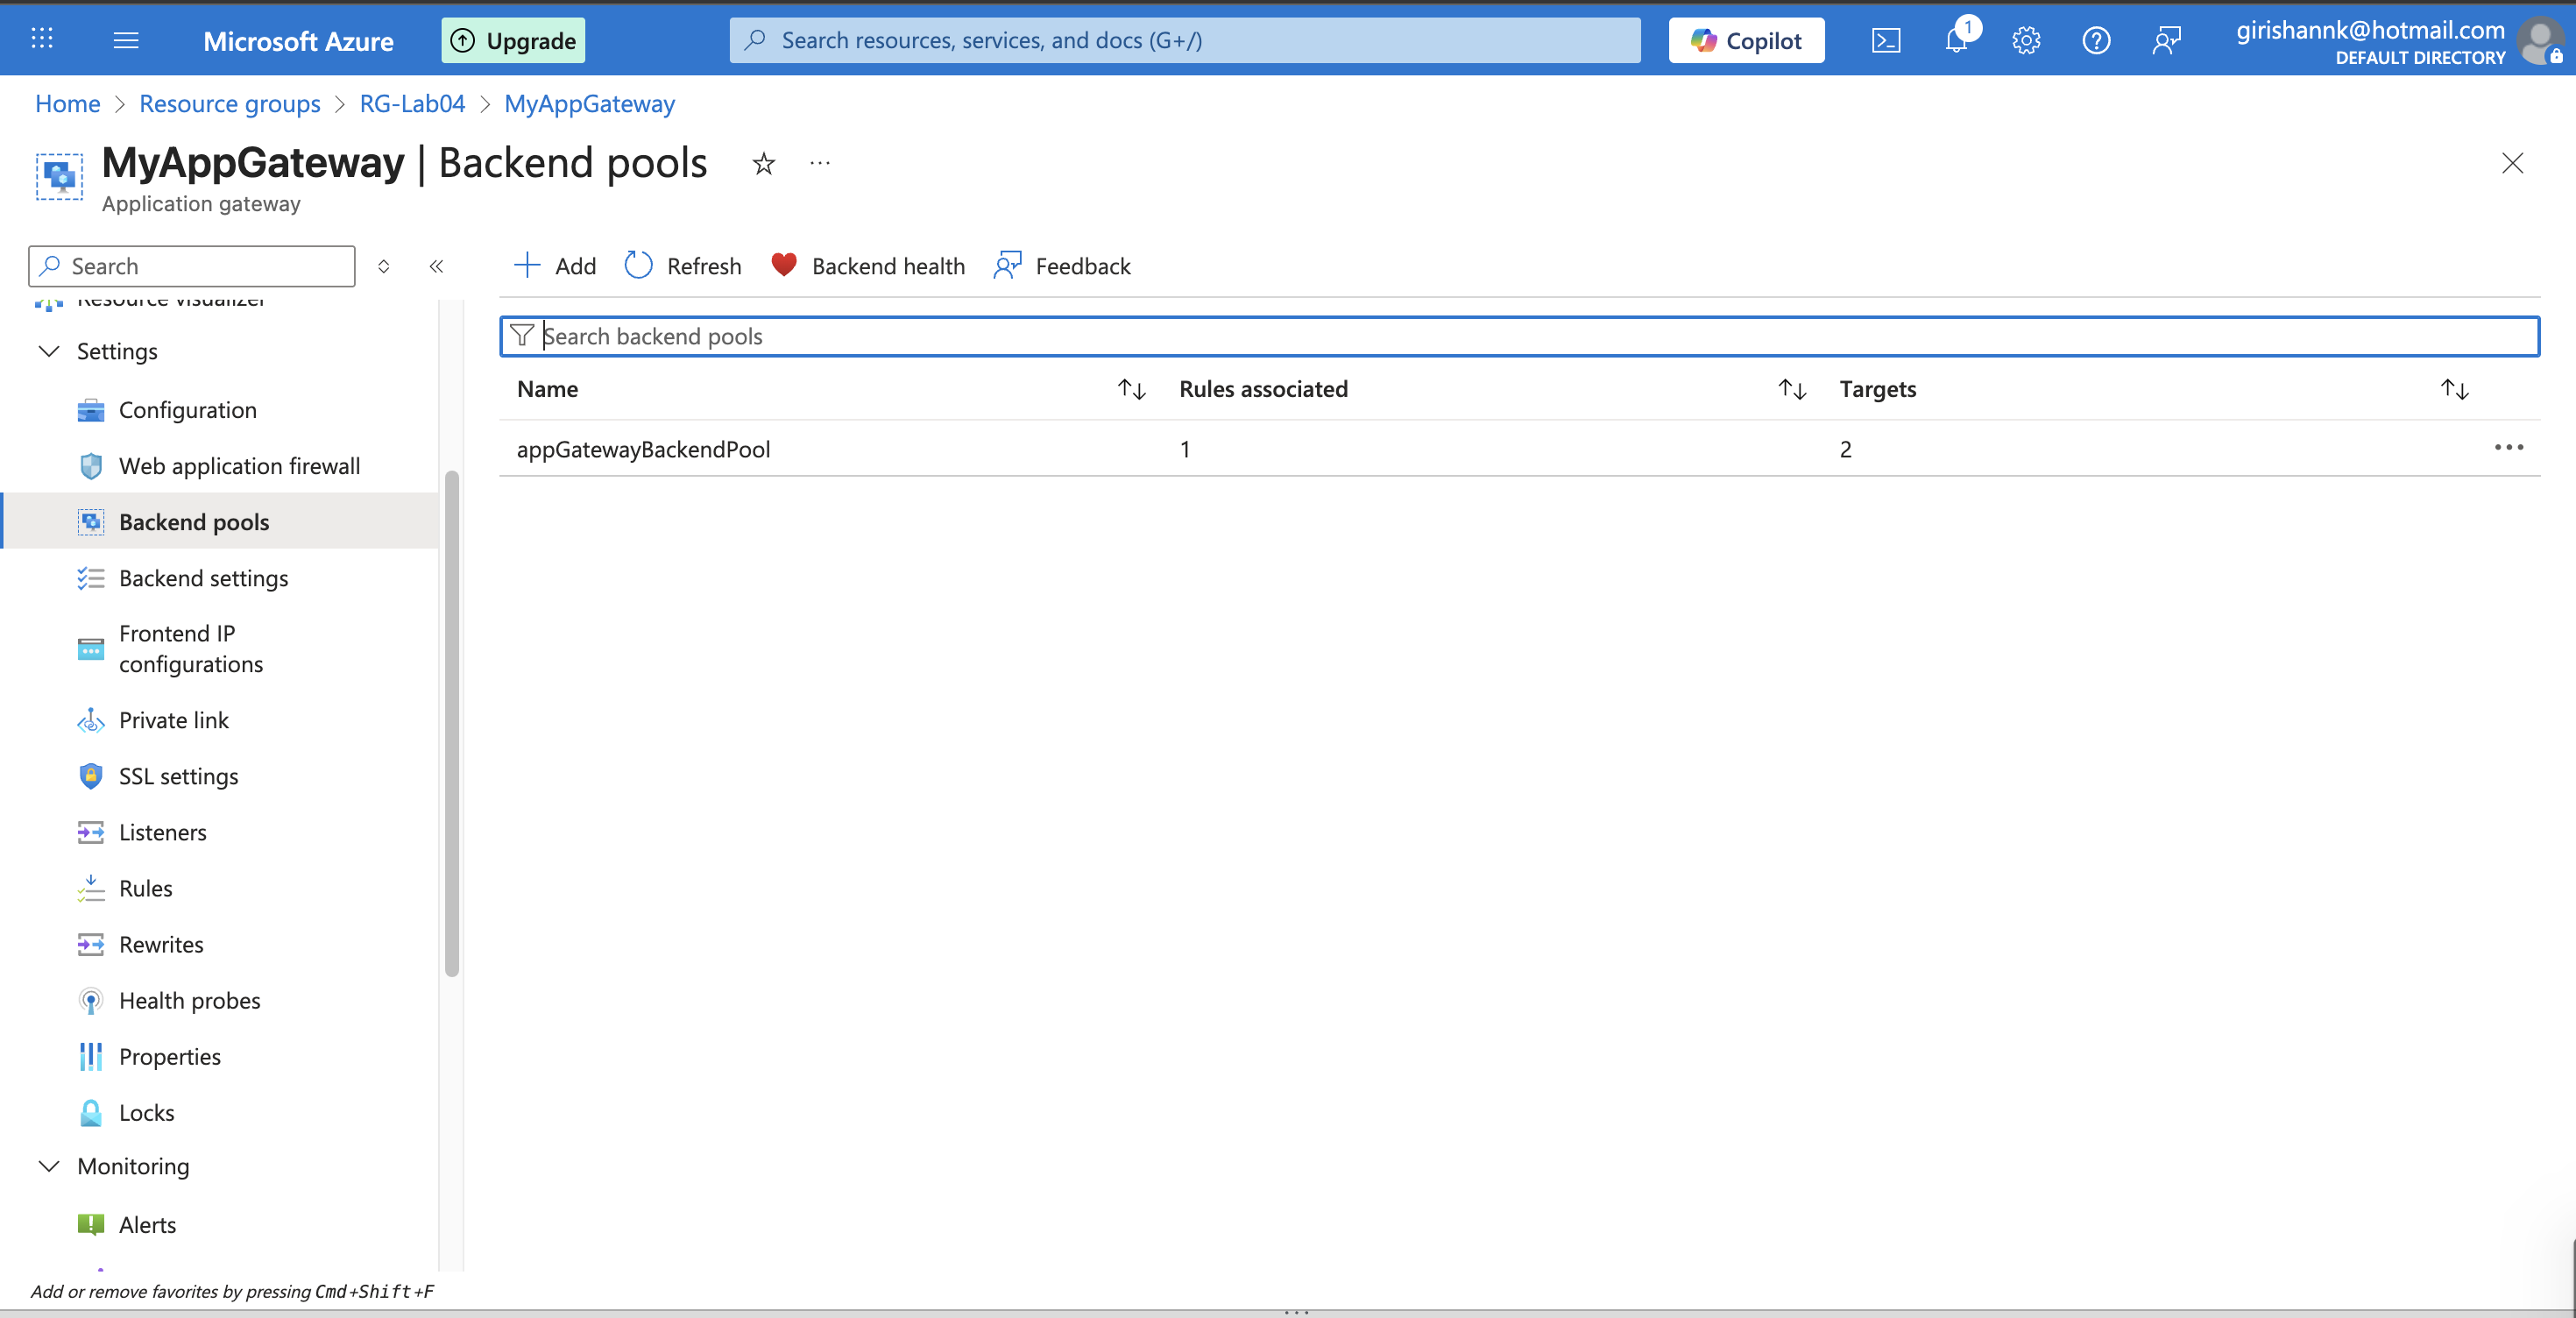 Microsoft Azure
Upgrade
Search resources, services, and docs (G+/)
Copilot
1
girishannk@hotmail.com
DEFAULT DIRECTORY
Home > Resource groups > RG-Lab04 > MyAppGateway
MyAppGateway | Backend pools
Application gateway
Search
Add
Refresh
Backend health
Feedback
Resource visualizer
Settings
Configuration
Web application firewall
Backend pools
Backend settings
Frontend IP
configurations
Private link
SSL settings
Listeners
Rules
Rewrites
Health probes
Properties
Locks
Monitoring
Alerts
Add or remove favorites by pressing Cmd+Shift+F
Search backend pools
Name Rules associated Targets
appGatewayBackendPool 1 2